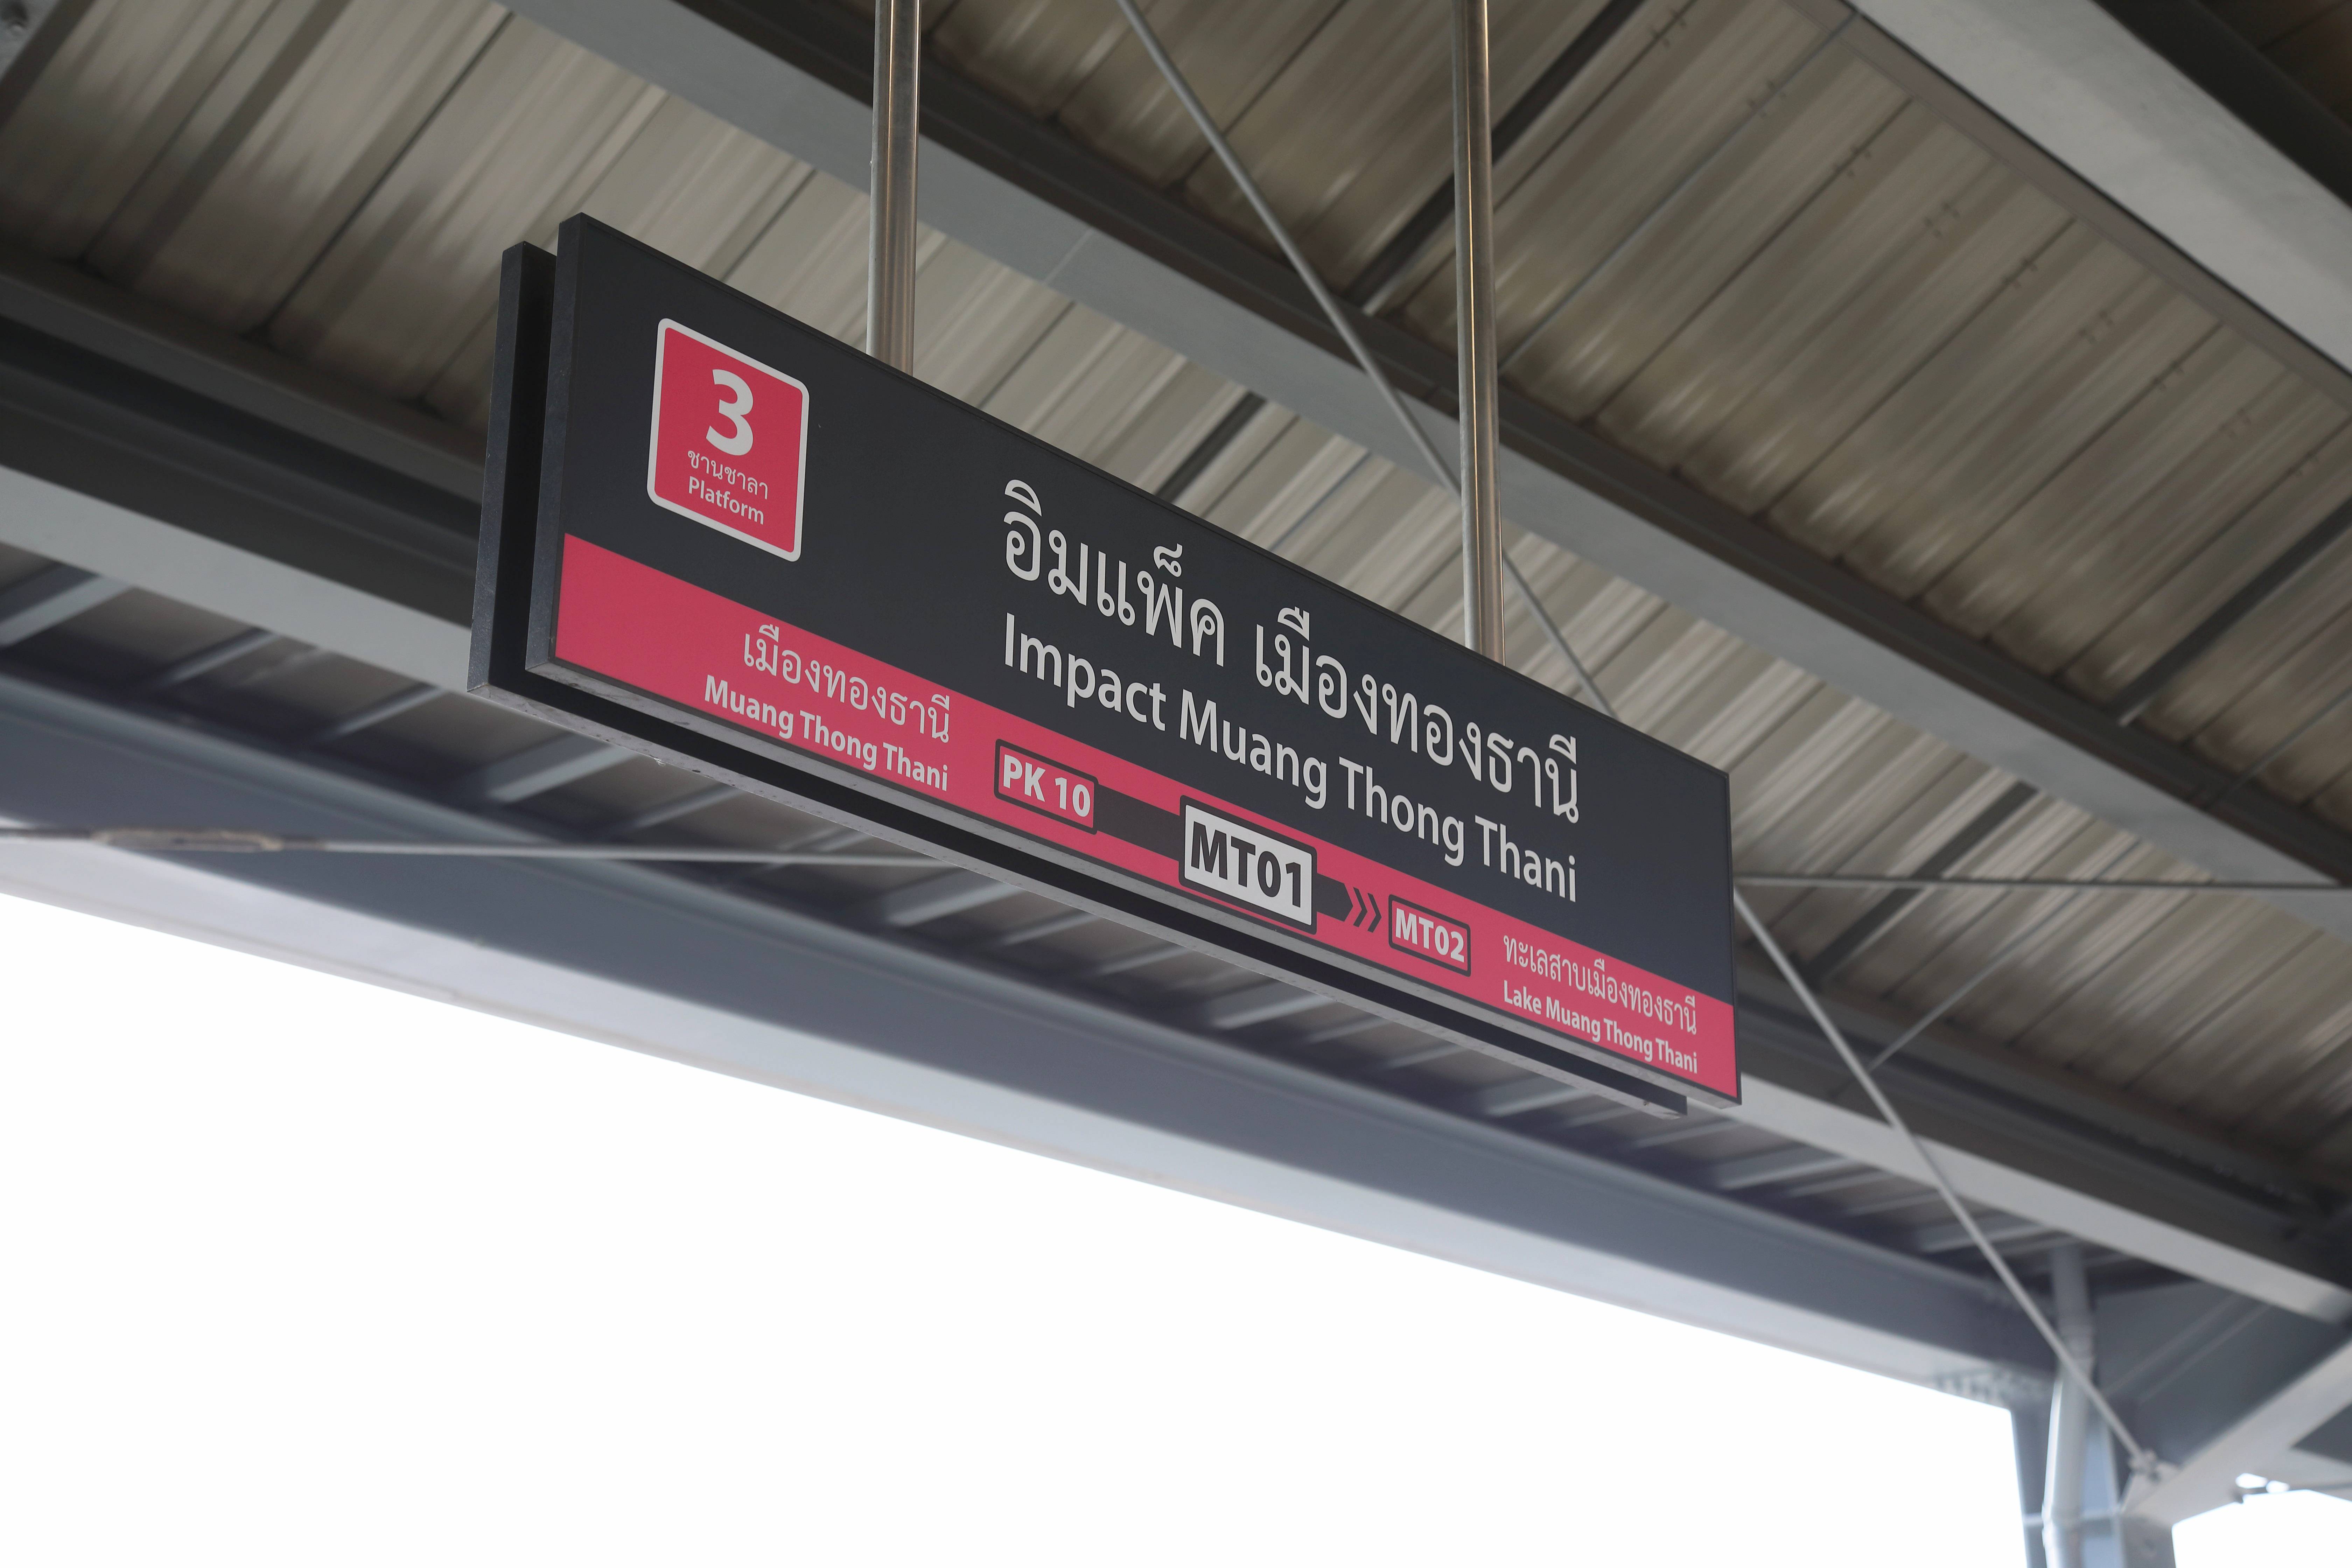 3
ชานชาลา
Platform
อิมแพ็ค เมืองทองธานี
Impact Muang Thong Thani
เมืองทองธานี
Muang Thong Thani
PK 10
MT01
MT02
ทะเลสาบเมืองทองธานี
Lake Muang Thong Thani